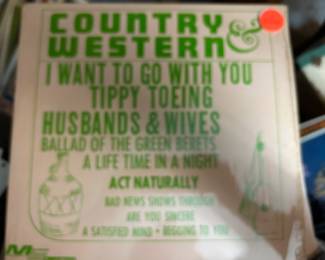 COUNTRY &
WESTERN
I WANT TO GO WITH YOU
TIPPY TOEING
HUSBANDS & WIVES
BALLAD OF THE GREEN BERETS
A LIFE TIME IN A NIGHT
ACT NATURALLY
BAD NEWS SHOWS THROUGH
ARE YOU SINCERE
A SATISFIED MIND • BEGGING TO YOU